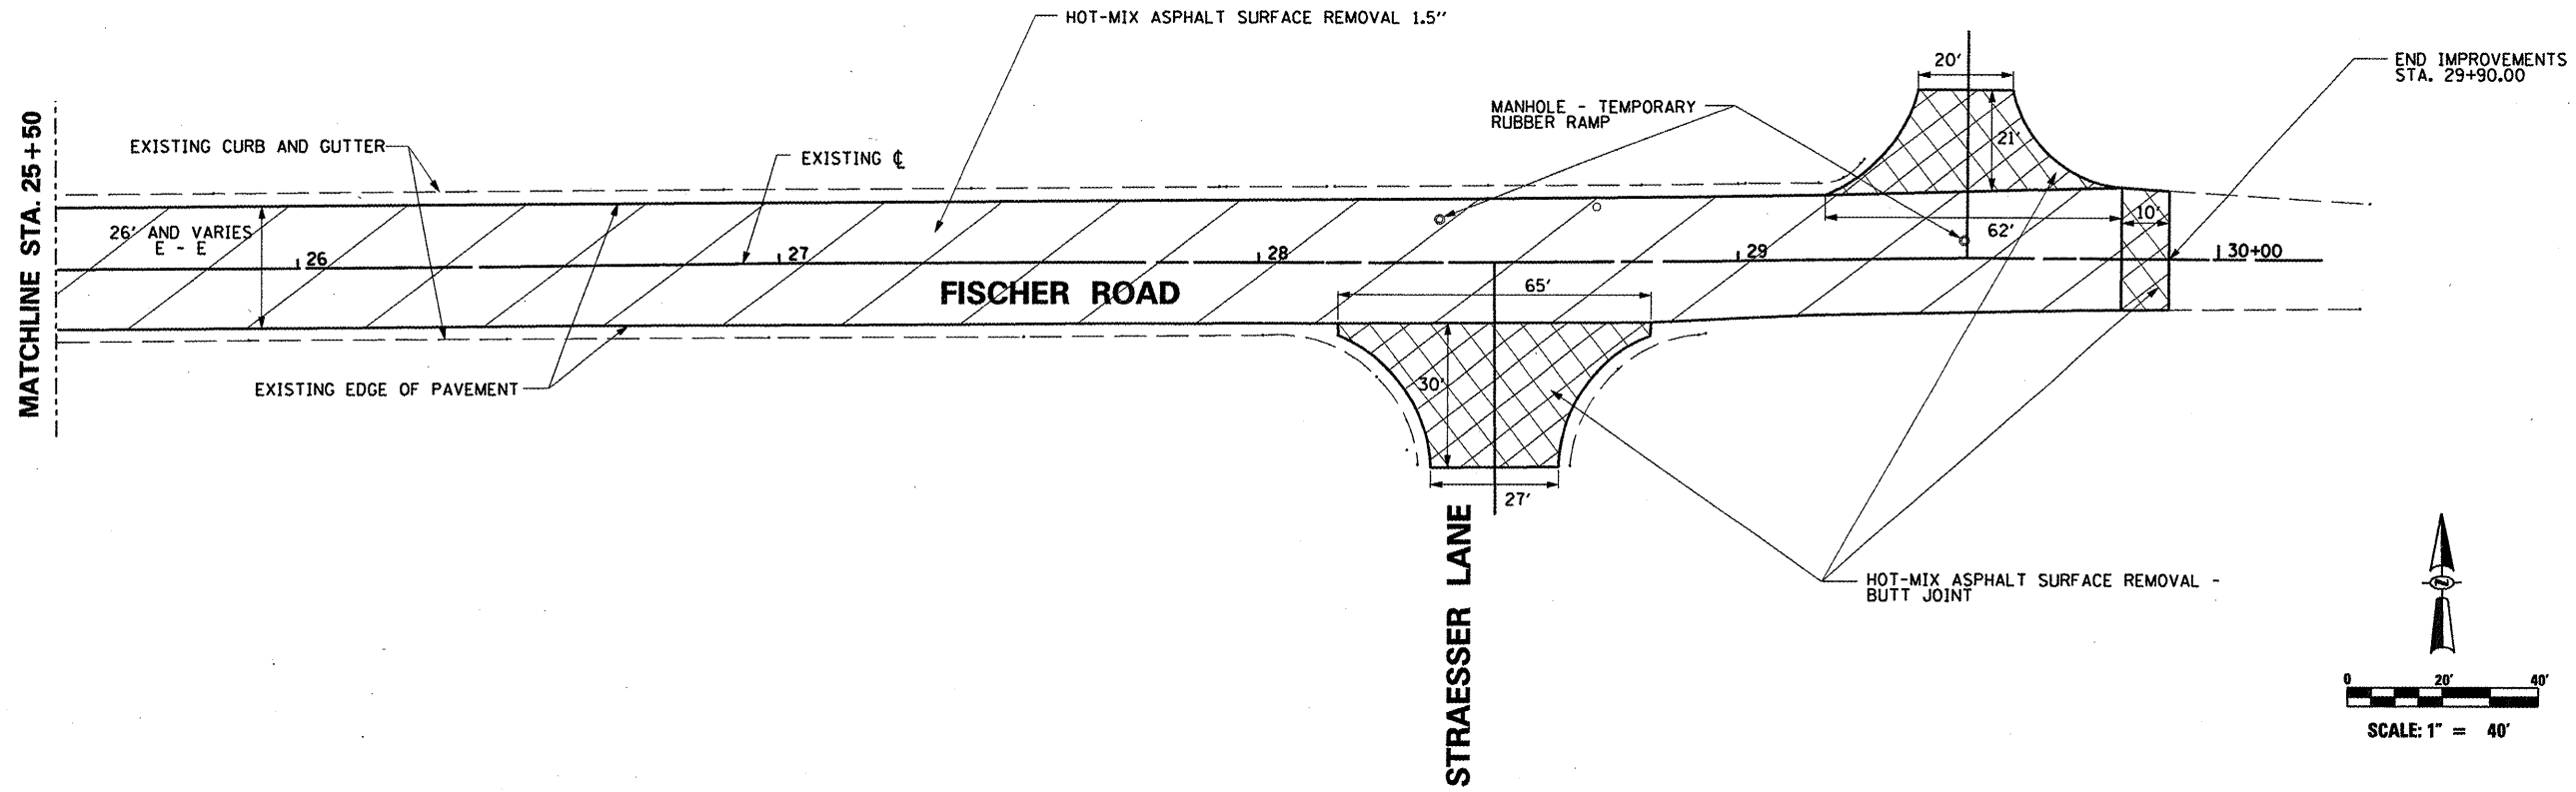 HOT-MIX ASPHALT SURFACE REMOVAL 1.5"
END IMPROVEMENTS
STA. 29+90.00
20'
MANHOLE - TEMPORARY
RUBBER RAMP
MATCHLINE STA. 25+50
EXISTING CURB AND GUTTER
EXISTING ℄
21'
26' AND VARIES
E - E
10'
62'
26
27
28
29
30+00
FISCHER ROAD
65'
EXISTING EDGE OF PAVEMENT
30'
27'
STRAESSER LANE
HOT-MIX ASPHALT SURFACE REMOVAL -
BUTT JOINT
Z
0 20' 40'
SCALE: 1" = 40'